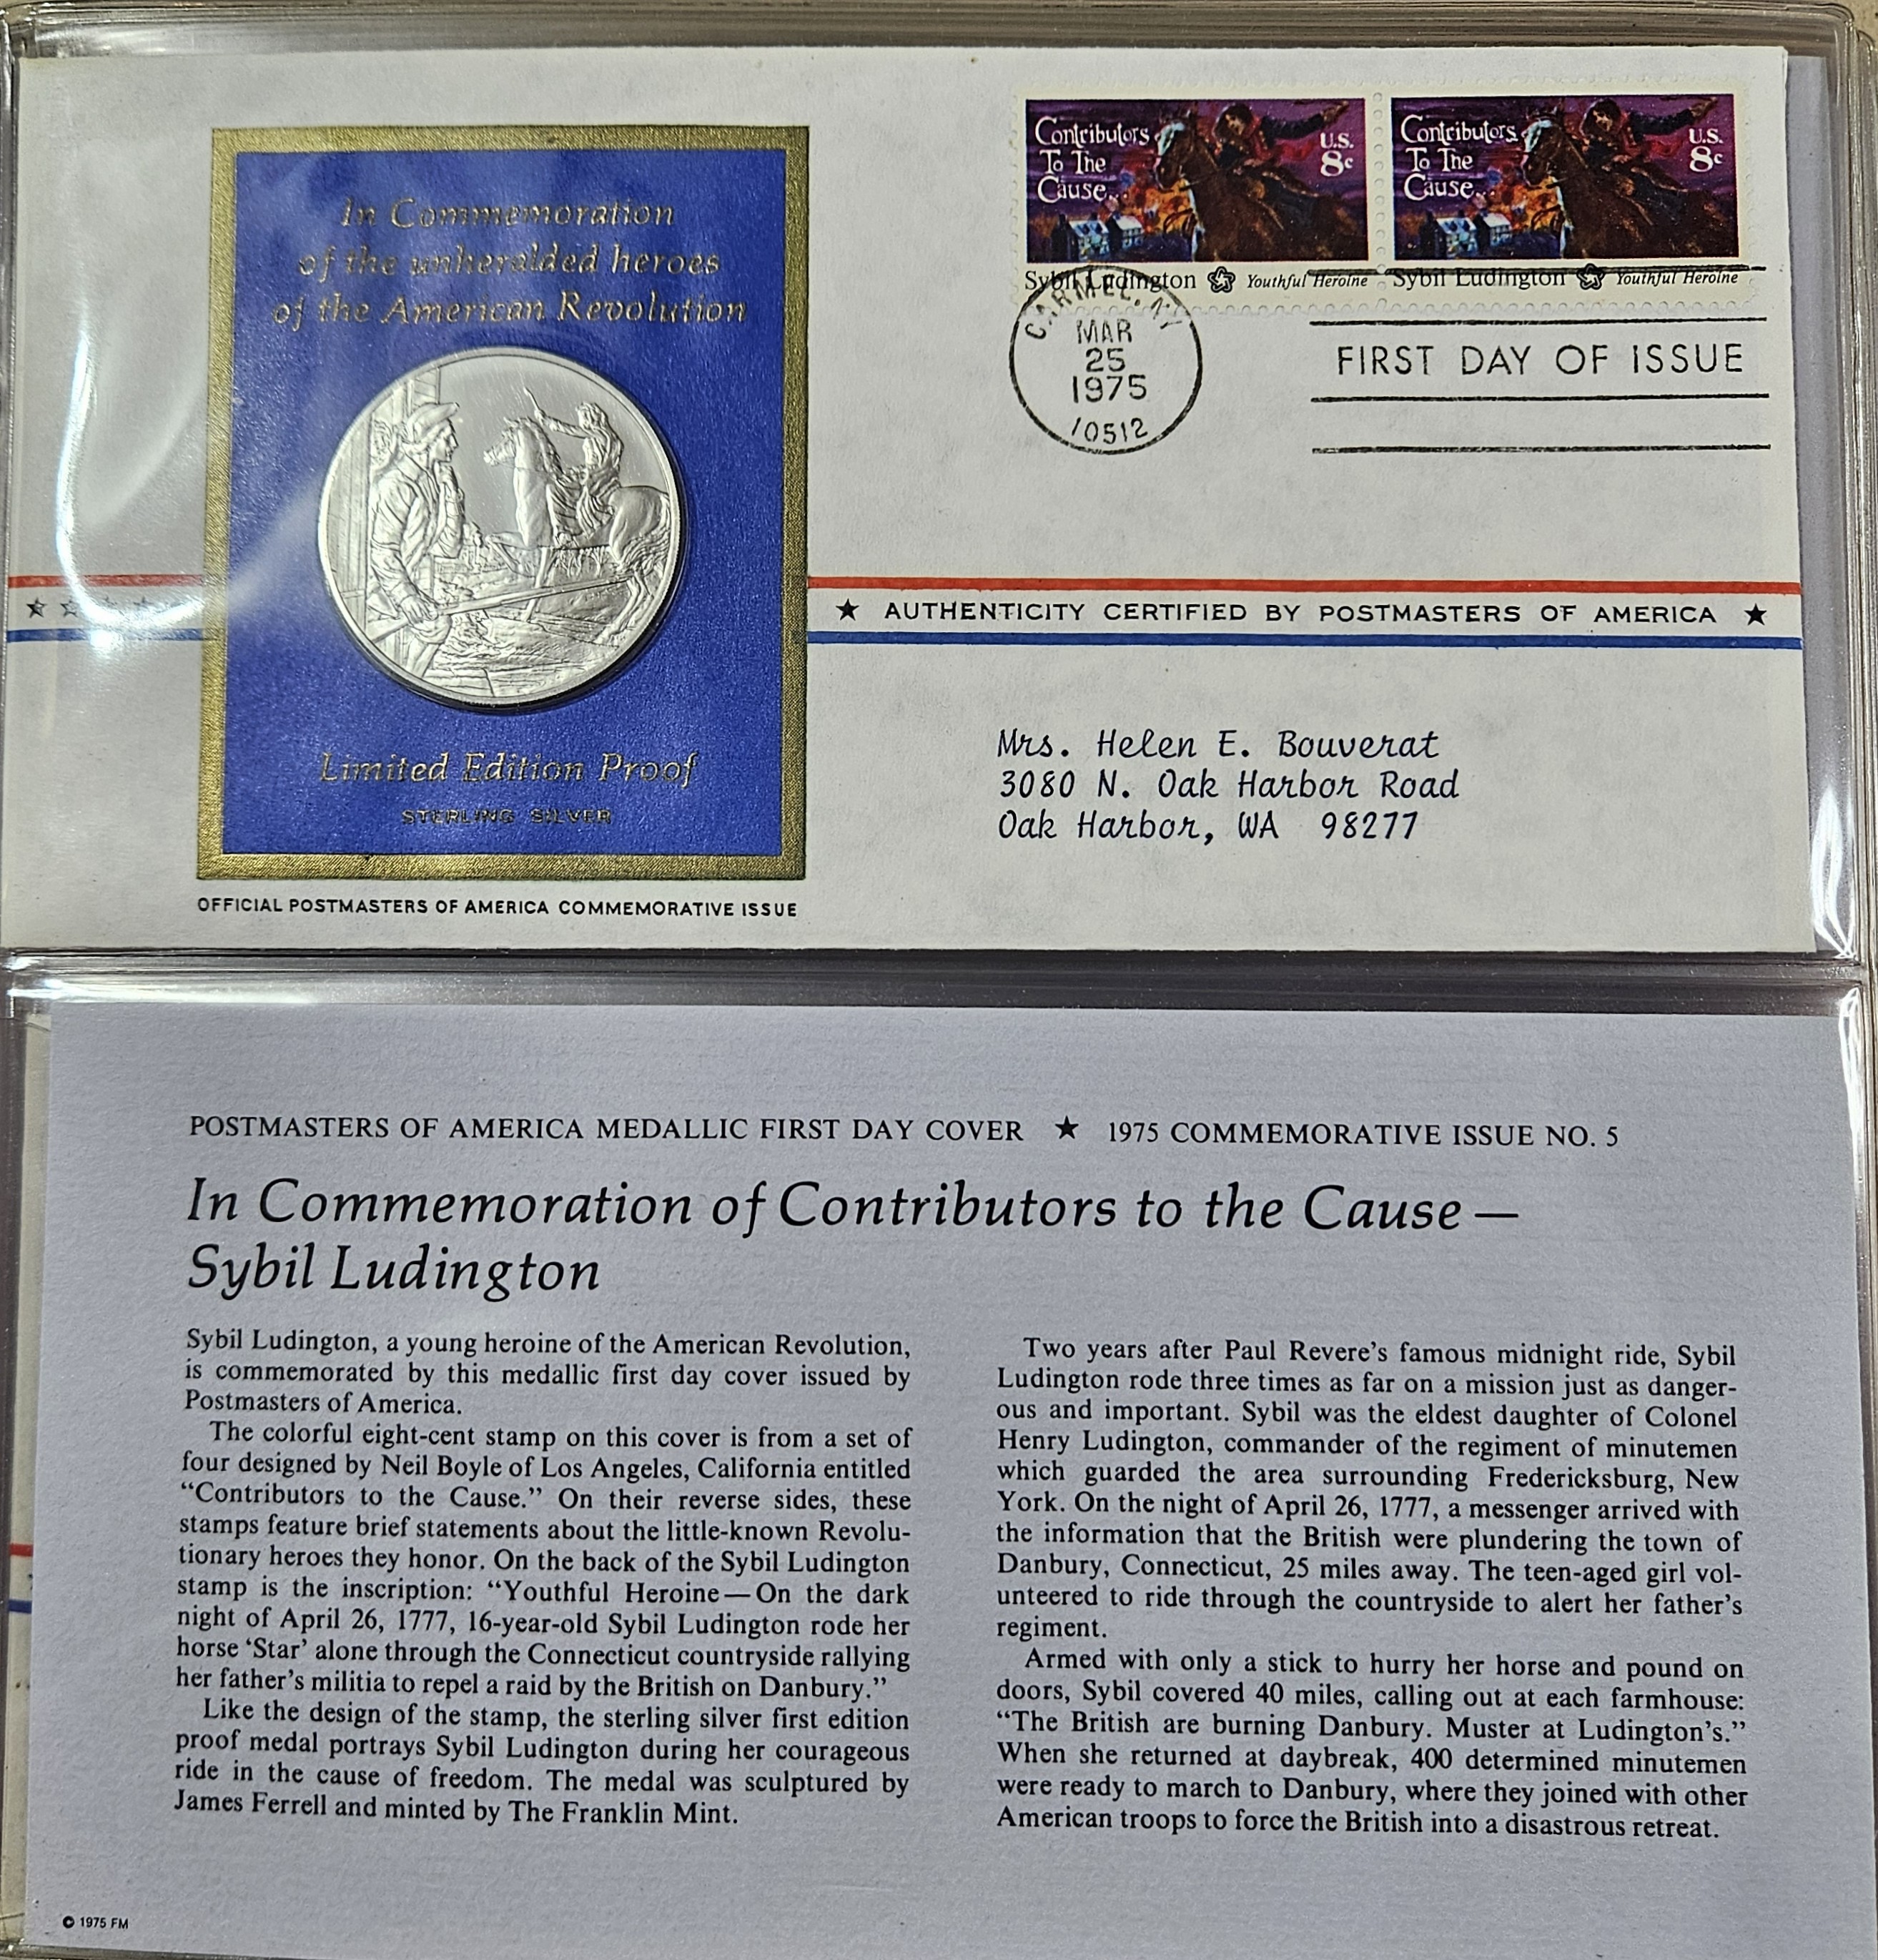 In Commemoration
of the unheralded heroes
of the American Revolution
Limited Edition Proof
STERLING SILVER
OFFICIAL POSTMASTERS OF AMERICA COMMEMORATIVE ISSUE
Contributors
To The
Cause...
U.S.
8c
Sybil Ludington Youthful Heroine
Contributors
To The
Cause...
U.S.
8c
Sybil Ludington Youthful Heroine
CARMEL, NY
MAR
25
1975
10512
FIRST DAY OF ISSUE
★ AUTHENTICITY CERTIFIED BY POSTMASTERS OF AMERICA ★
Mrs. Helen E. Bouverat
3080 N. Oak Harbor Road
Oak Harbor, WA 98277
POSTMASTERS OF AMERICA MEDALLIC FIRST DAY COVER ★ 1975 COMMEMORATIVE ISSUE NO. 5
In Commemoration of Contributors to the Cause—
Sybil Ludington
Sybil Ludington, a young heroine of the American Revolution,
is commemorated by this medallic first day cover issued by
Postmasters of America.
The colorful eight-cent stamp on this cover is from a set of
four designed by Neil Boyle of Los Angeles, California entitled
“Contributors to the Cause.” On their reverse sides, these
stamps feature brief statements about the little-known Revolu-
tionary heroes they honor. On the back of the Sybil Ludington
stamp is the inscription: “Youthful Heroine—On the dark
night of April 26, 1777, 16-year-old Sybil Ludington rode her
horse ‘Star’ alone through the Connecticut countryside rallying
her father’s militia to repel a raid by the British on Danbury.”
Like the design of the stamp, the sterling silver first edition
proof medal portrays Sybil Ludington during her courageous
ride in the cause of freedom. The medal was sculptured by
James Ferrell and minted by The Franklin Mint.
Two years after Paul Revere’s famous midnight ride, Sybil
Ludington rode three times as far on a mission just as danger-
ous and important. Sybil was the eldest daughter of Colonel
Henry Ludington, commander of the regiment of minutemen
which guarded the area surrounding Fredericksburg, New
York. On the night of April 26, 1777, a messenger arrived with
the information that the British were plundering the town of
Danbury, Connecticut, 25 miles away. The teen-aged girl vol-
unteered to ride through the countryside to alert her father’s
regiment.
Armed with only a stick to hurry her horse and pound on
doors, Sybil covered 40 miles, calling out at each farmhouse:
“The British are burning Danbury. Muster at Ludington’s.”
When she returned at daybreak, 400 determined minutemen
were ready to march to Danbury, where they joined with other
American troops to force the British into a disastrous retreat.
© 1975 FM